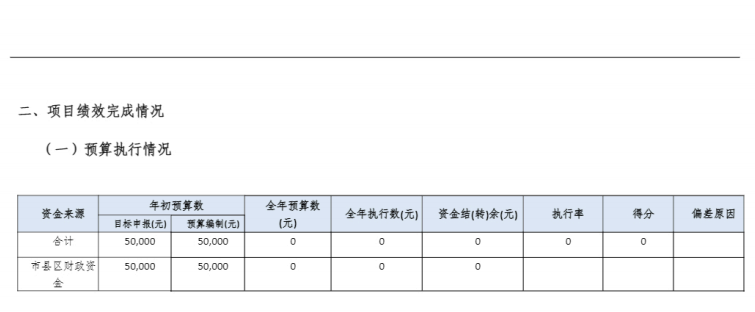 二、项目绩效完成情况
（一）预算执行情况
资金来源 年初预算数 全年预算数(元) 全年执行数(元) 资金结(转)余(元) 执行率 得分 偏差原因
目标申报(元) 预算编制(元)
合计 50,000 50,000 0 0 0 0 0
市县区财政资金 50,000 50,000 0 0 0